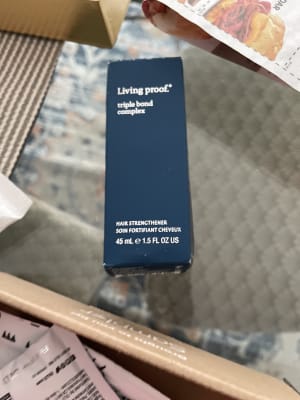 Living proof.®
triple bond
complex
HAIR STRENGTHENER
SOIN FORTIFIANT CHEVEUX
45 mL ℮ 1.5 FL OZ US